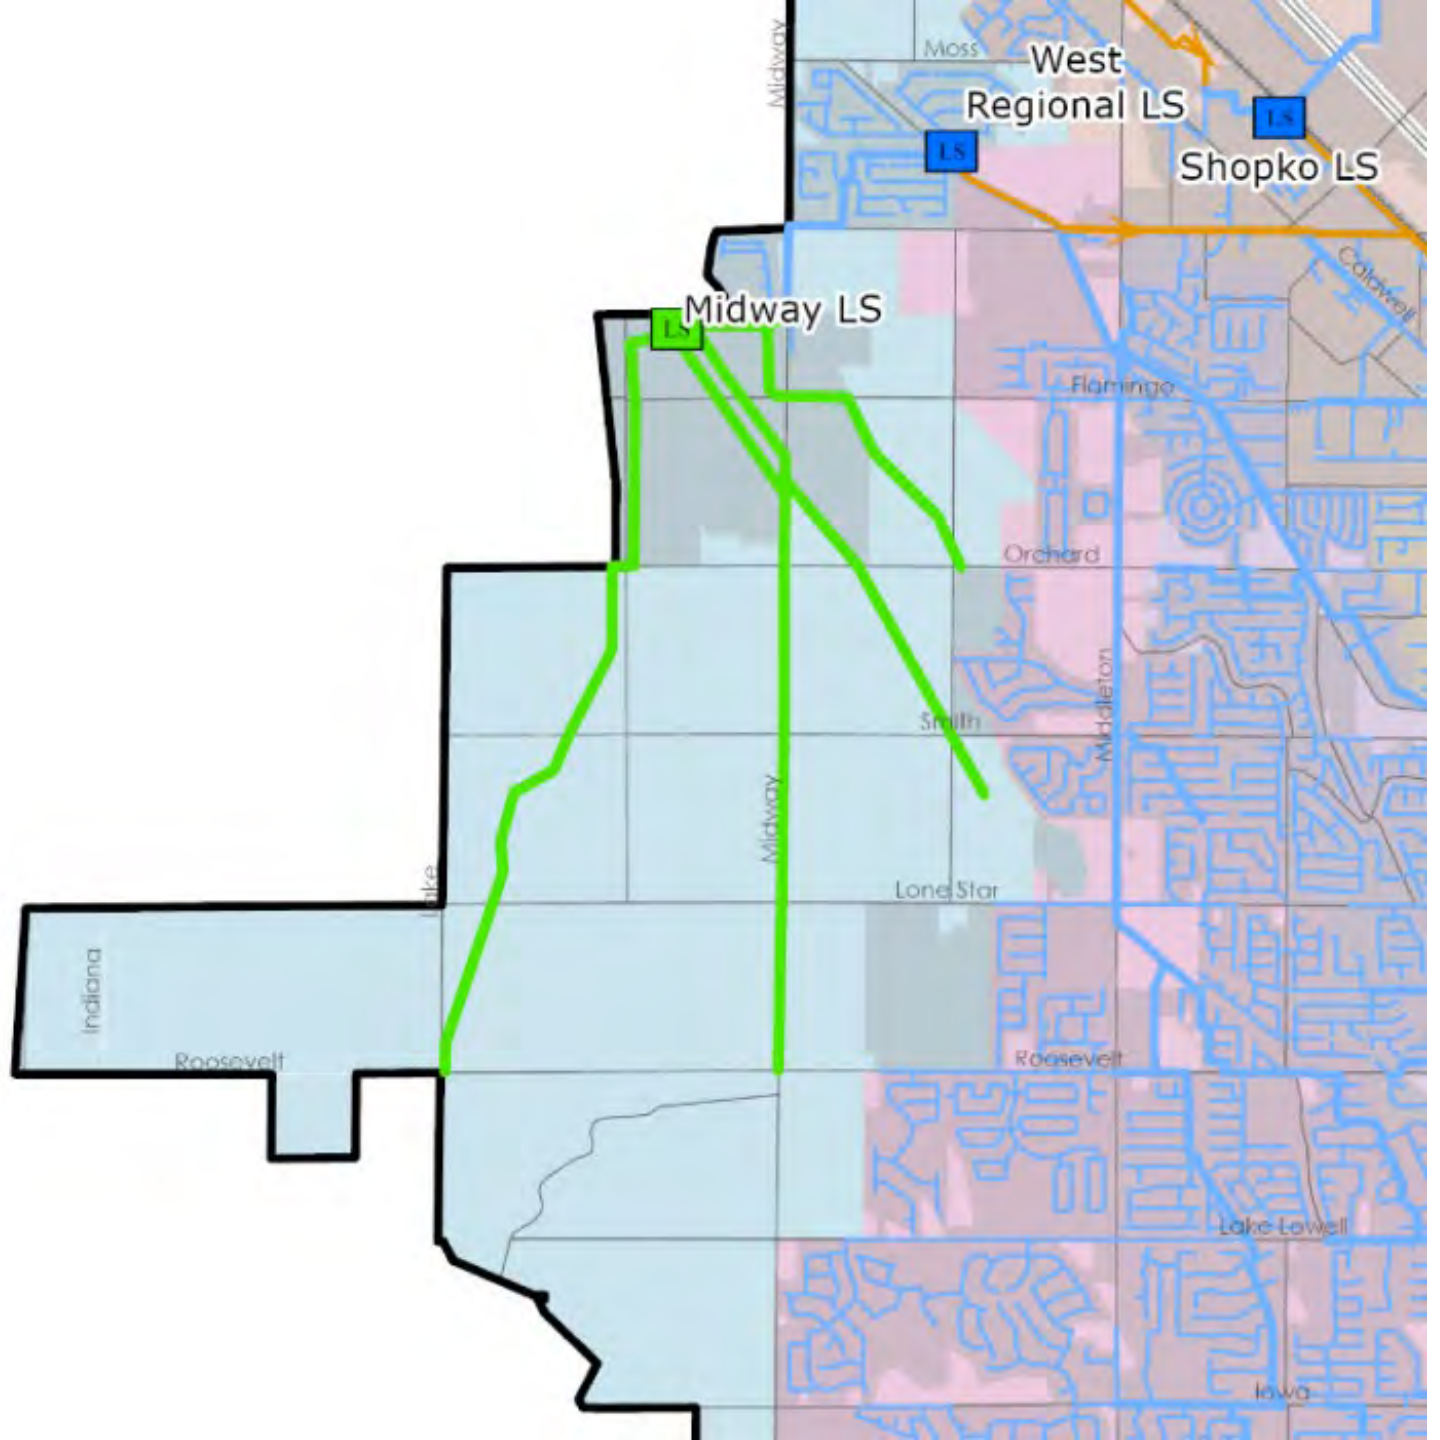 Midway
Moss
West
Regional LS
LS
LS
Shopko LS
Caldwell
Midway LS
LS
Flamingo
Orchard
Middleton
Smith
Midway
Lake
Lone Star
Indiana
Roosevelt
Roosevelt
Lake Lowell
Iowa